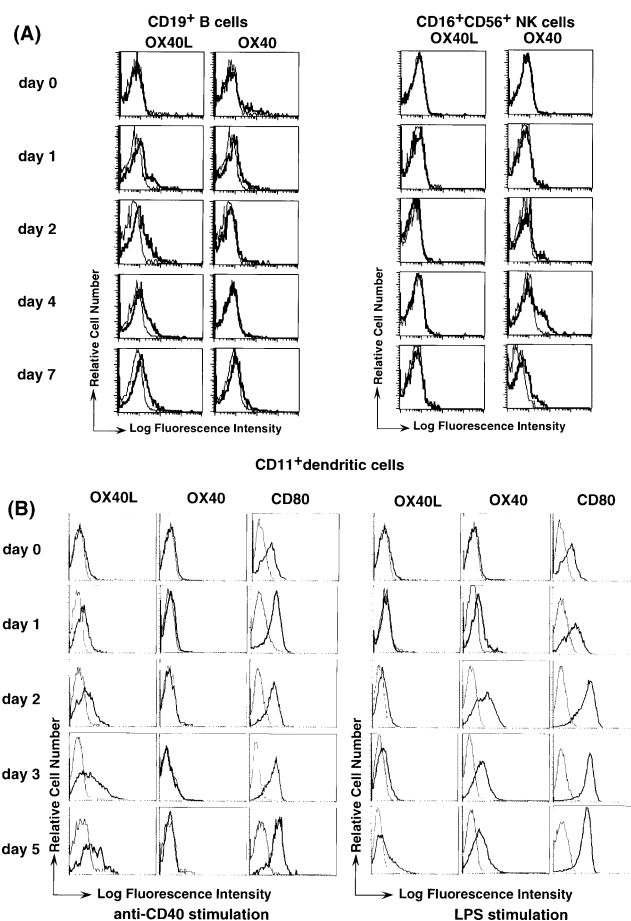 (A)
CD19+ B cells
CD16+CD56+ NK cells
OX40L OX40
OX40L OX40
day 0
day 1
day 2
day 4
day 7
Relative Cell Number
Log Fluorescence Intensity
Relative Cell Number
Log Fluorescence Intensity
CD11+dendritic cells
(B)
OX40L OX40 CD80
OX40L OX40 CD80
day 0
day 1
day 2
day 3
day 5
Relative Cell Number
Log Fluorescence Intensity
anti-CD40 stimulation
Relative Cell Number
Log Fluorescence Intensity
LPS stimulation